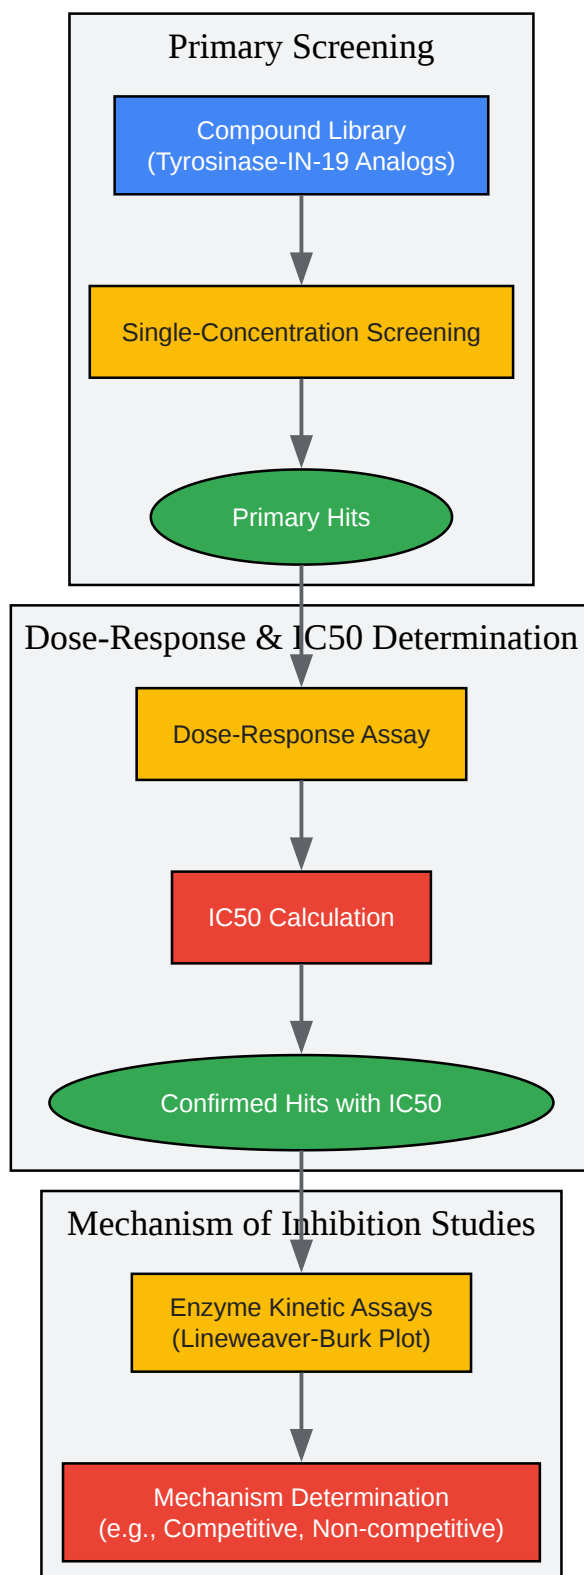 Primary Screening
Compound Library
(Tyrosinase-IN-19 Analogs)
Single-Concentration Screening
Primary Hits
Dose-Response & IC50 Determination
Dose-Response Assay
IC50 Calculation
Confirmed Hits with IC50
Mechanism of Inhibition Studies
Enzyme Kinetic Assays
(Lineweaver-Burk Plot)
Mechanism Determination
(e.g., Competitive, Non-competitive)